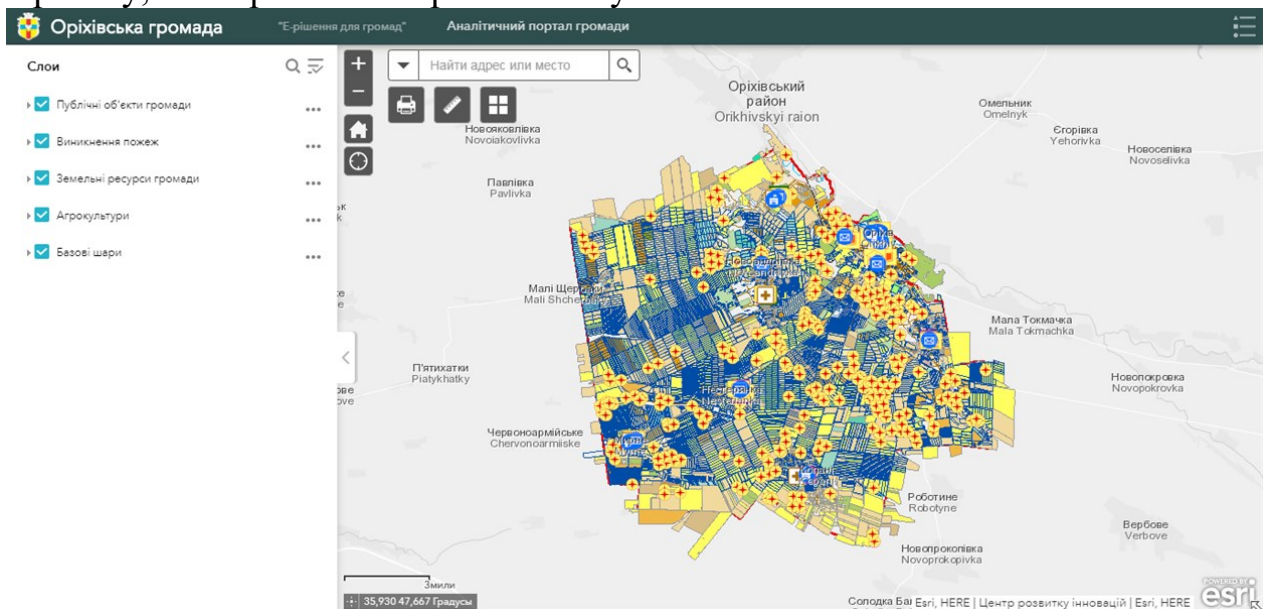 Оріхівська громада
"Е-рішення для громад"
Аналітичний портал громади
Слои
Публічні об'єкти громади
Виникнення пожеж
Земельні ресурси громади
Агрокультури
Базові шари
Найти адрес или место
Оріхівський
район
Orikhivskyi raion
Омельник
Omelnyk
Єгорівка
Yehorivka
Новоселівка
Novoselivka
Новояковлівка
Novoiakovlivka
Павлівка
Pavlivka
Малі
Mali
Мала Токмачка
Mala Tokmachka
П'ятихатки
Piatykhatky
Новопокровка
Novopokrovka
Червоноармійське
Chervonoarmiiske
Роботине
Robotyne
Вербове
Verbove
Новопрокопівка
Novoprokopivka
Солодка
3мили
35,930 47,667 Градусы
Esri, HERE | Центр розвитку інновацій | Esri, HERE
POWERED BY
esri